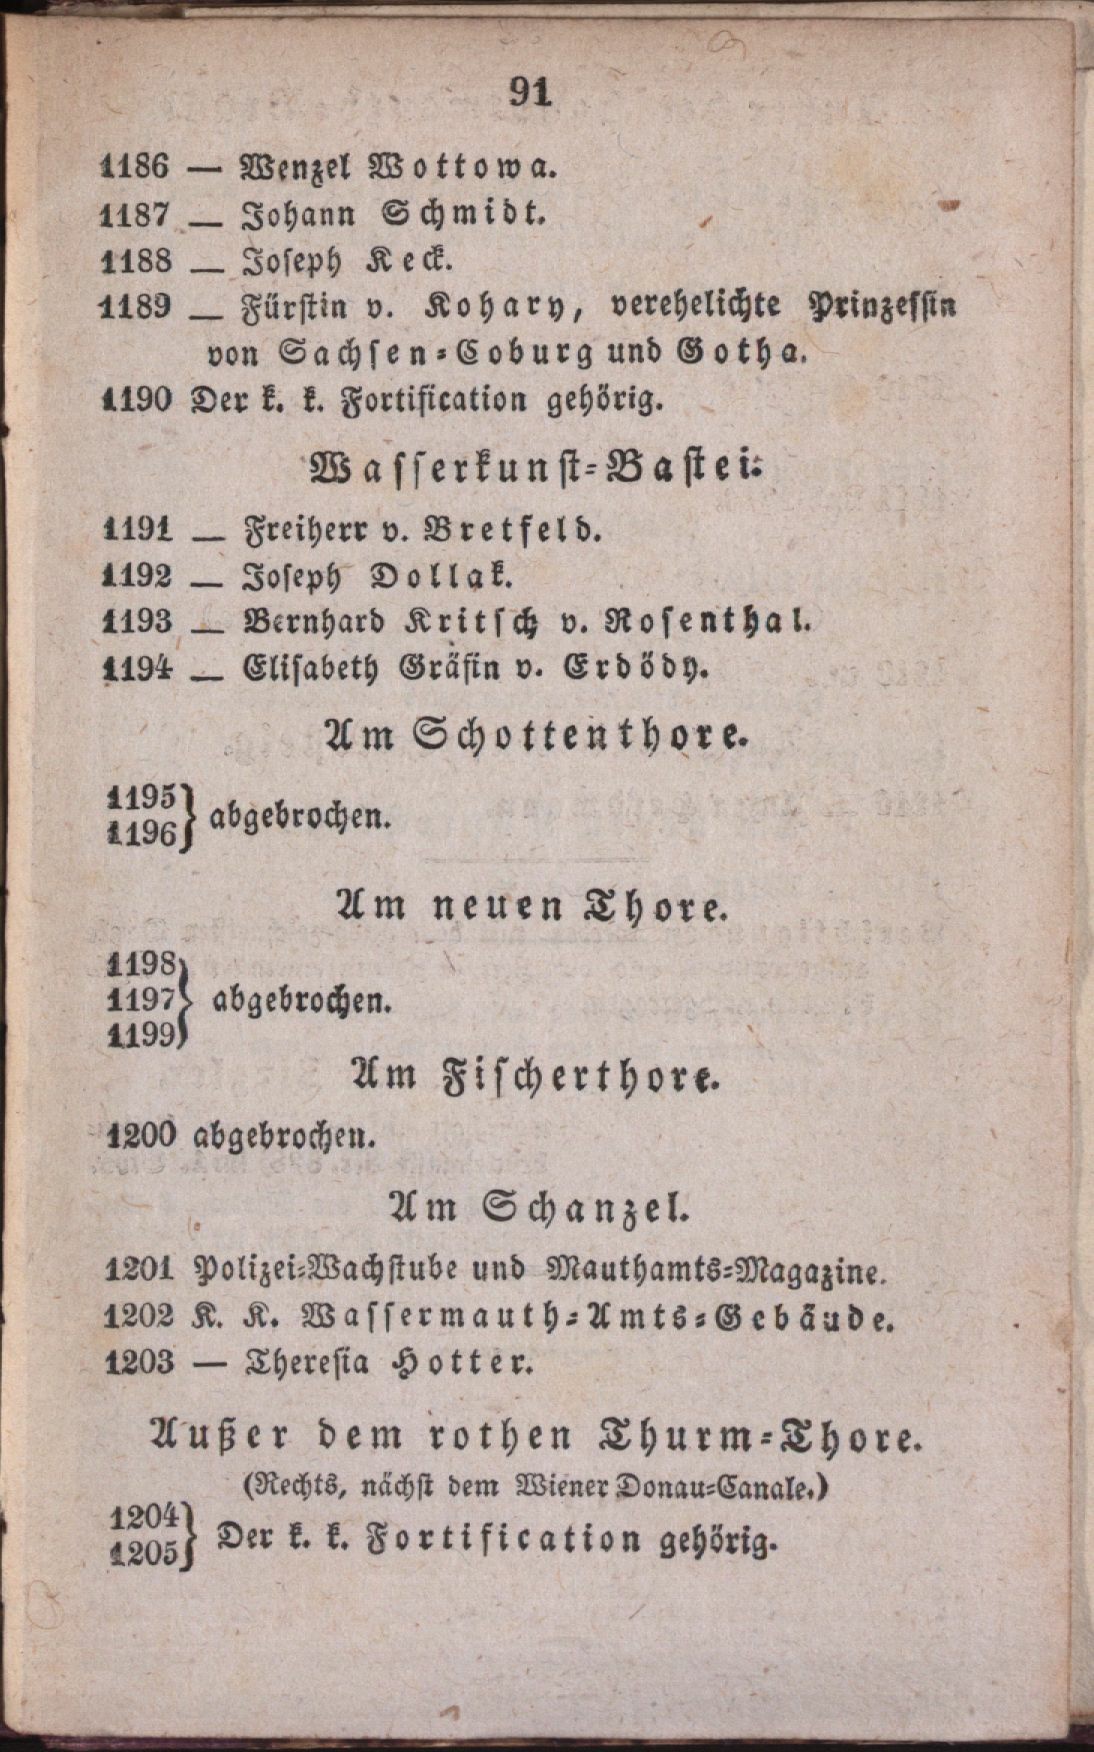 91
1186 — Wenzel Wottowa.
1187 — Johann Schmidt.
1188 — Joseph Keck.
1189 — Fürstin v. Kohary, verehelichte Prinzessin
von Sachsen-Coburg und Gotha.
1190 Der k. k. Fortification gehörig.
Wasserkunst-Bastei.
1191 — Freiherr v. Bretfeld.
1192 — Joseph Dollak.
1193 — Bernhard Kritsch v. Rosenthal.
1194 — Elisabeth Gräfin v. Erdödy.
Am Schottenthore.
1195
1196} abgebrochen.
Am neuen Thore.
1198
1197} abgebrochen.
1199
Am Fischerthore.
1200 abgebrochen.
Am Schanzel.
1201 Polizei-Wachstube und Mauthamts-Magazine.
1202 K. K. Wassermauth-Amts-Gebäude.
1203 — Theresia Hotter.
Außer dem rothen Thurm-Thore.
(Rechts, nächst dem Wiener Donau-Canale.)
1204
1205} Der k. k. Fortification gehörig.